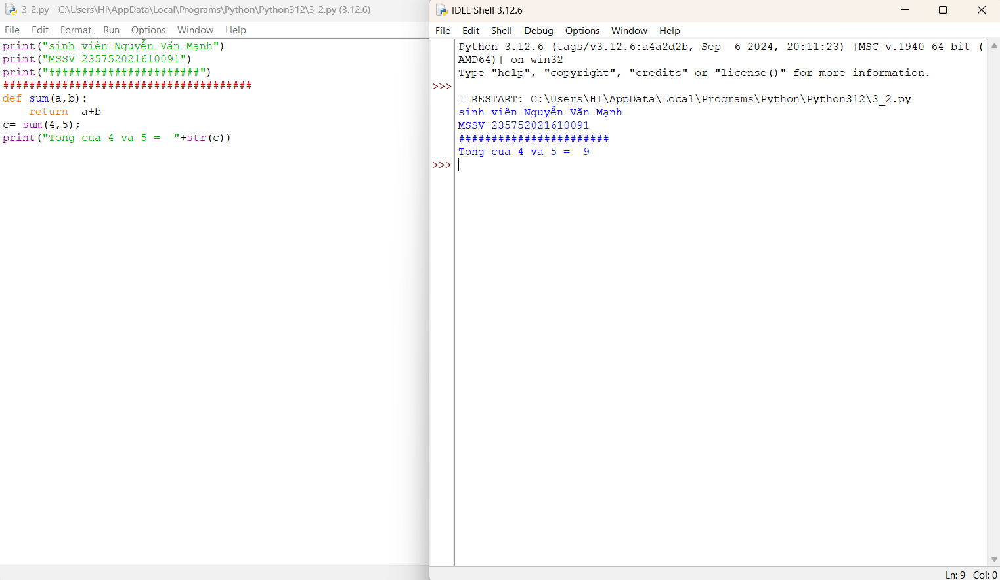 3_2.py - C:\Users\HI\AppData\Local\Programs\Python\Python312\3_2.py (3.12.6)
File Edit Format Run Options Window Help
print("sinh viên Nguyễn Văn Mạnh")
print("MSSV 235752021610091")
print("#######################")
######################################
def sum(a,b):
    return  a+b
c= sum(4,5);
print("Tong cua 4 va 5 =  "+str(c))
IDLE Shell 3.12.6
File Edit Shell Debug Options Window Help
Python 3.12.6 (tags/v3.12.6:a4a2d2b, Sep  6 2024, 20:11:23) [MSC v.1940 64 bit (
AMD64)] on win32
Type "help", "copyright", "credits" or "license()" for more information.
>>>
= RESTART: C:\Users\HI\AppData\Local\Programs\Python\Python312\3_2.py
sinh viên Nguyễn Văn Mạnh
MSSV 235752021610091
#######################
Tong cua 4 va 5 =  9
>>>
Ln: 9 Col: 0